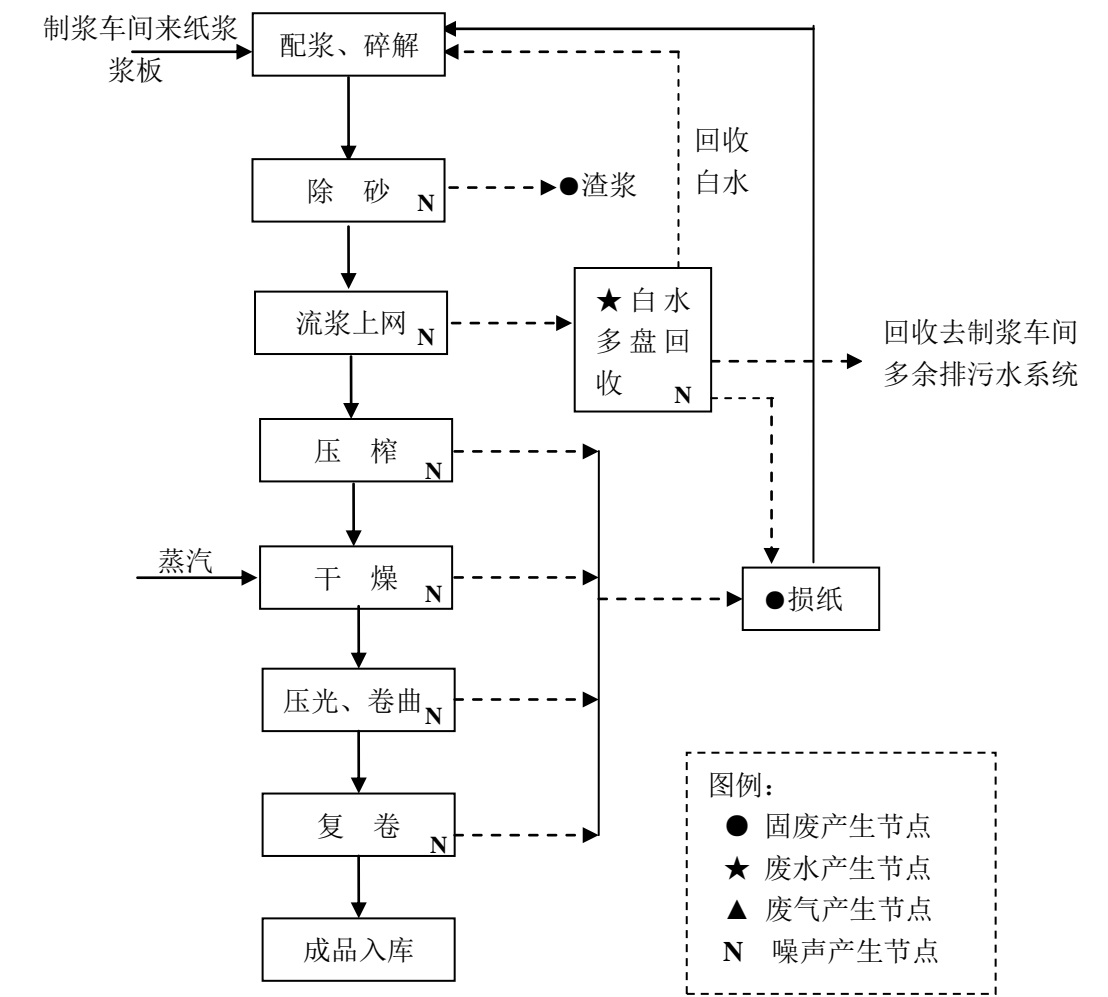 制浆车间来纸浆
浆板
配浆、碎解
回收
白水
除 砂 N
●渣浆
流浆上网 N
★白水
多盘回
收 N
回收去制浆车间
多余排污水系统
压 榨 N
蒸汽
干 燥 N
●损纸
压光、卷曲 N
复 卷 N
成品入库
图例：
● 固废产生节点
★ 废水产生节点
▲ 废气产生节点
N 噪声产生节点